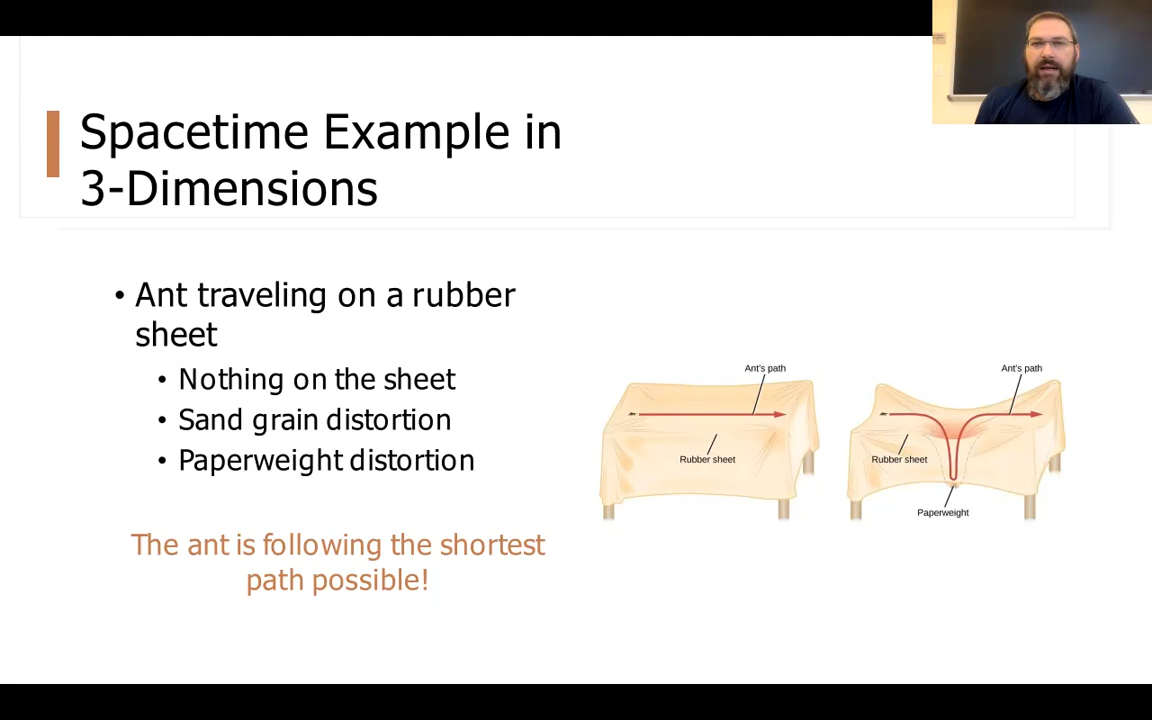 Spacetime Example in
3-Dimensions
• Ant traveling on a rubber
sheet
• Nothing on the sheet
• Sand grain distortion
• Paperweight distortion
The ant is following the shortest
path possible!
Ant's path
Rubber sheet
Ant's path
Rubber sheet
Paperweight